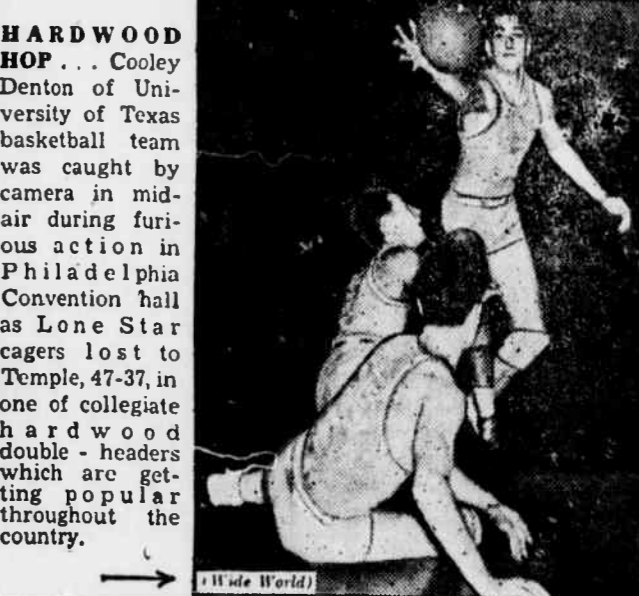 HARDWOOD
HOP . . . Cooley
Denton of Uni-
versity of Texas
basketball team
was caught by
camera in mid-
air during furi-
ous action in
Philadelphia
Convention hall
as Lone Star
cagers lost to
Temple, 47-37, in
one of collegiate
hardwood
double - headers
which are get-
ting popular
throughout the
country.
(Wide World)